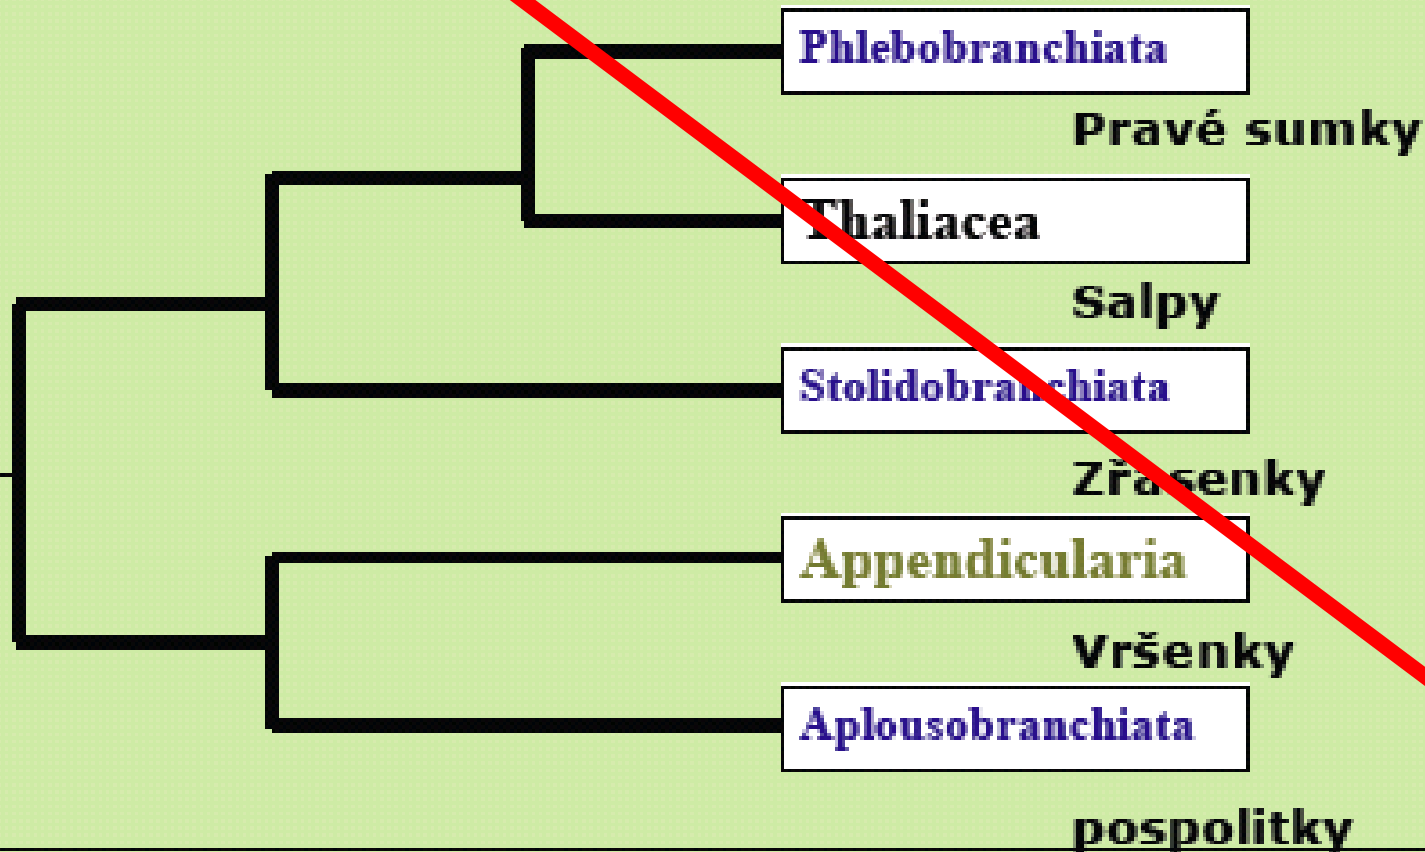 Phlebobranchiata
Pravé sumky
Thaliacea
Salpy
Stolidobranchiata
Zřasenky
Appendicularia
Vršenky
Aplousobranchiata
pospolitky